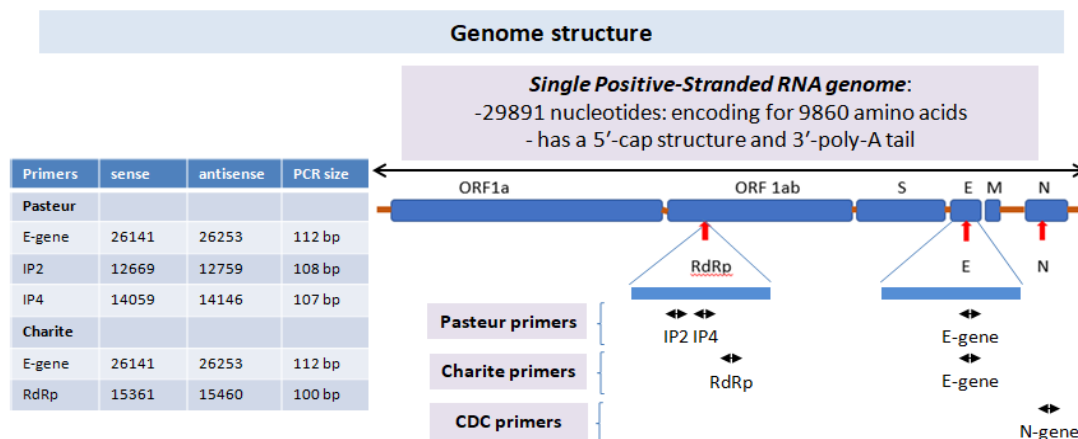 Genome structure
Single Positive-Stranded RNA genome:
-29891 nucleotides: encoding for 9860 amino acids
- has a 5′-cap structure and 3′-poly-A tail
Primers sense antisense PCR size
Pasteur
E-gene 26141 26253 112 bp
IP2 12669 12759 108 bp
IP4 14059 14146 107 bp
Charite
E-gene 26141 26253 112 bp
RdRp 15361 15460 100 bp
ORF1a ORF 1ab S E M N
RdRp E N
Pasteur primers
IP2 IP4 E-gene
Charite primers
RdRp E-gene
CDC primers
N-gene